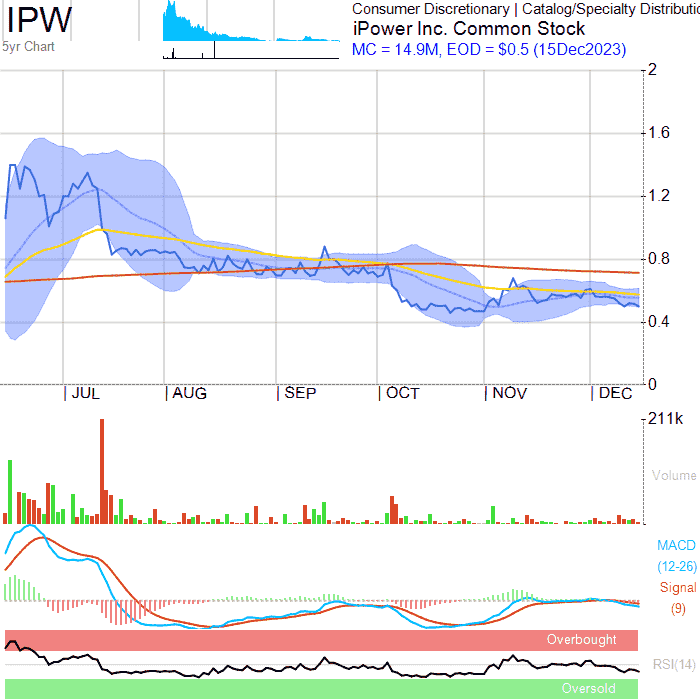 IPW
5yr Chart
Consumer Discretionary | Catalog/Specialty Distributio
iPower Inc. Common Stock
MC = 14.9M, EOD = $0.5 (15Dec2023)
2
1.6
1.2
0.8
0.4
0
JUL AUG SEP OCT NOV DEC
211k
Volume
MACD
(12-26)
Signal
(9)
Overbought
RSI(14)
Oversold